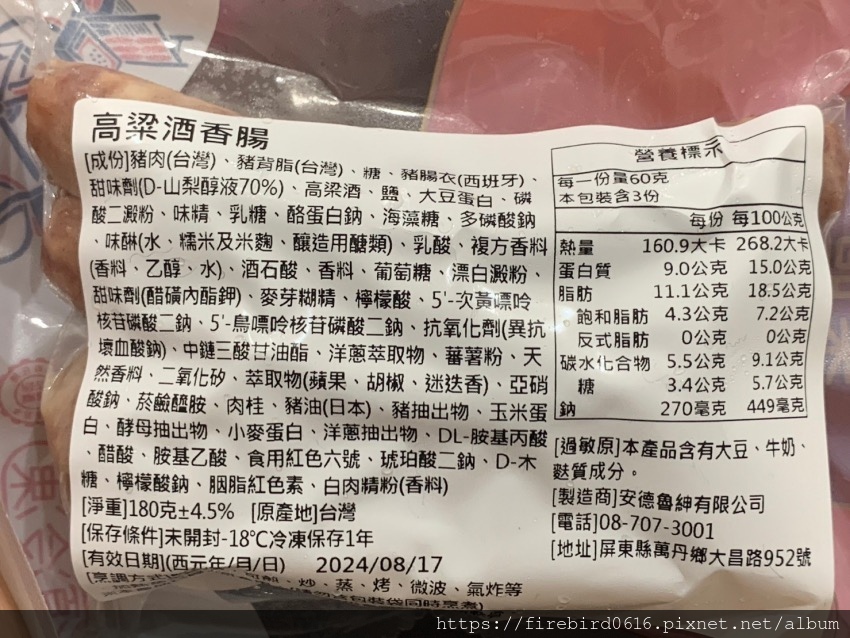 高粱酒香腸
[成份]豬肉(台灣)、豬背脂(台灣)、糖、豬腸衣(西班牙)、
甜味劑(D-山梨醇液70%)、高粱酒、鹽、大豆蛋白、磷
酸二澱粉、味精、乳糖、酪蛋白鈉、海藻糖、多磷酸鈉
、味醂(水、糯米及米麴、釀造用醣類)、乳酸、複方香料
(香料、乙醇、水)、酒石酸、香料、葡萄糖、漂白澱粉、
甜味劑(醋磺內酯鉀)、麥芽糊精、檸檬酸、5'-次黃嘌呤
核苷磷酸二鈉、5'-鳥嘌呤核苷磷酸二鈉、抗氧化劑(異抗
壞血酸鈉)、中鏈三酸甘油酯、洋蔥萃取物、蕃薯粉、天
然香料、二氧化矽、萃取物(蘋果、胡椒、迷迭香)、亞硝
酸鈉、菸鹼醯胺、肉桂、豬油(日本)、豬抽出物、玉米蛋
白、酵母抽出物、小麥蛋白、洋蔥抽出物、DL-胺基丙酸
、醋酸、胺基乙酸、食用紅色六號、琥珀酸二鈉、D-木
糖、檸檬酸鈉、胭脂紅色素、白肉精粉(香料)
[淨重]180克±4.5% [原產地]台灣
[保存條件]未開封-18℃冷凍保存1年
[有效日期](西元年/月/日) 2024/08/17
[烹調方式] 炒、蒸、烤、微波、氣炸等
營養標示
每一份量60克
本包裝含3份
每份 每100公克
熱量 160.9大卡 268.2大卡
蛋白質 9.0公克 15.0公克
脂肪 11.1公克 18.5公克
飽和脂肪 4.3公克 7.2公克
反式脂肪 0公克 0公克
碳水化合物 5.5公克 9.1公克
糖 3.4公克 5.7公克
鈉 270毫克 449毫克
[過敏原]本產品含有大豆、牛奶、
麩質成分。
[製造商]安德魯紳有限公司
[電話]08-707-3001
[地址]屏東縣萬丹鄉大昌路952號
https://firebird0616.pixnet.net/album